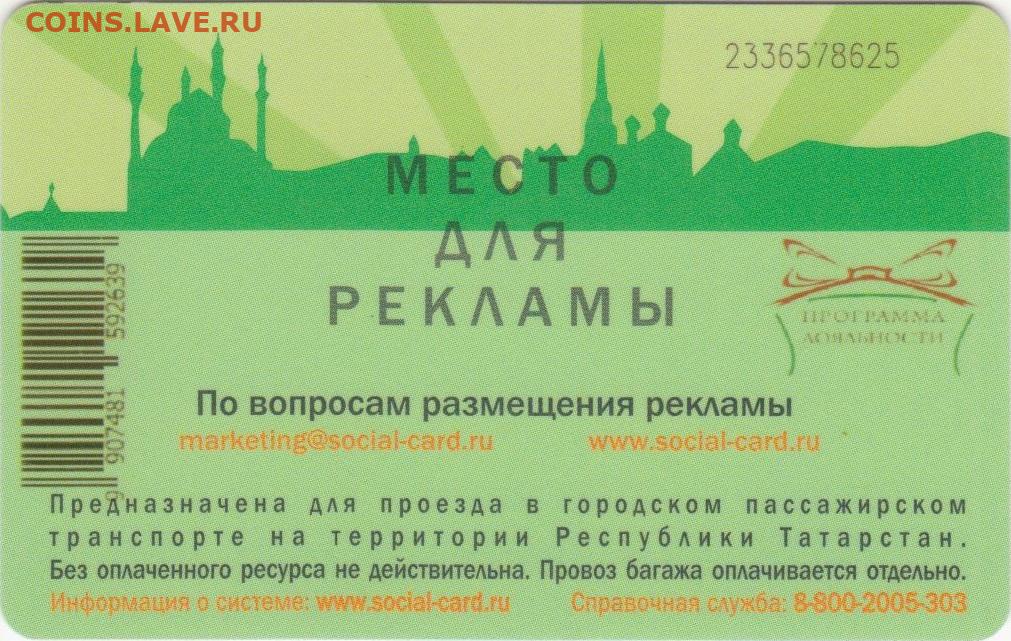 COINS.LAVE.RU
2336578625
МЕСТО
ДЛЯ
РЕКЛАМЫ
ПРОГРАММА
ЛОЯЛЬНОСТИ
9 907481 592639
По вопросам размещения рекламы
marketing@social-card.ru www.social-card.ru
Предназначена для проезда в городском пассажирском
транспорте на территории Республики Татарстан.
Без оплаченного ресурса не действительна. Провоз багажа оплачивается отдельно.
Информация о системе: www.social-card.ru Справочная служба: 8-800-2005-303